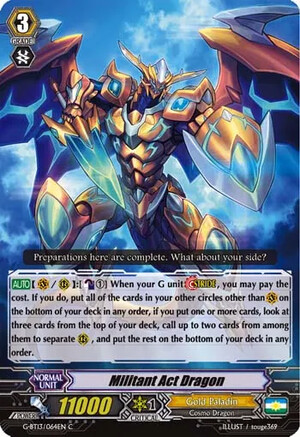 3
GRADE
Preparations here are complete. What about your side?
AUTO [ / ]:[ 1 ] When your G unit STRIDE, you may pay the
cost. If you do, put all of the cards in your other circles other than on
the bottom of your deck in any order, if you put one or more cards, look at
three cards from the top of your deck, call up to two cards from among
them to separate , and put the rest on the bottom of your deck in any
order.
NORMAL UNIT
Militant Act Dragon
POWER
11000
1
CRITICAL
Gold Paladin
Cosmo Dragon
G-BT13/064EN C
ILLUST / touge369